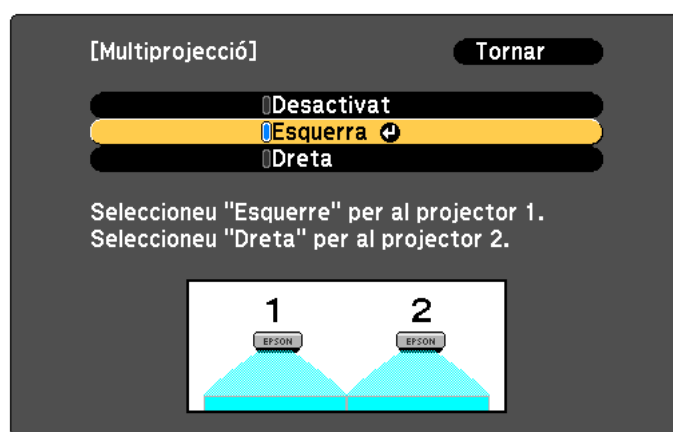 [Multiprojecció]
Tornar
Desactivat
Esquerra
Dreta
Seleccioneu "Esquerre" per al projector 1.
Seleccioneu "Dreta" per al projector 2.
1 2
EPSON EPSON